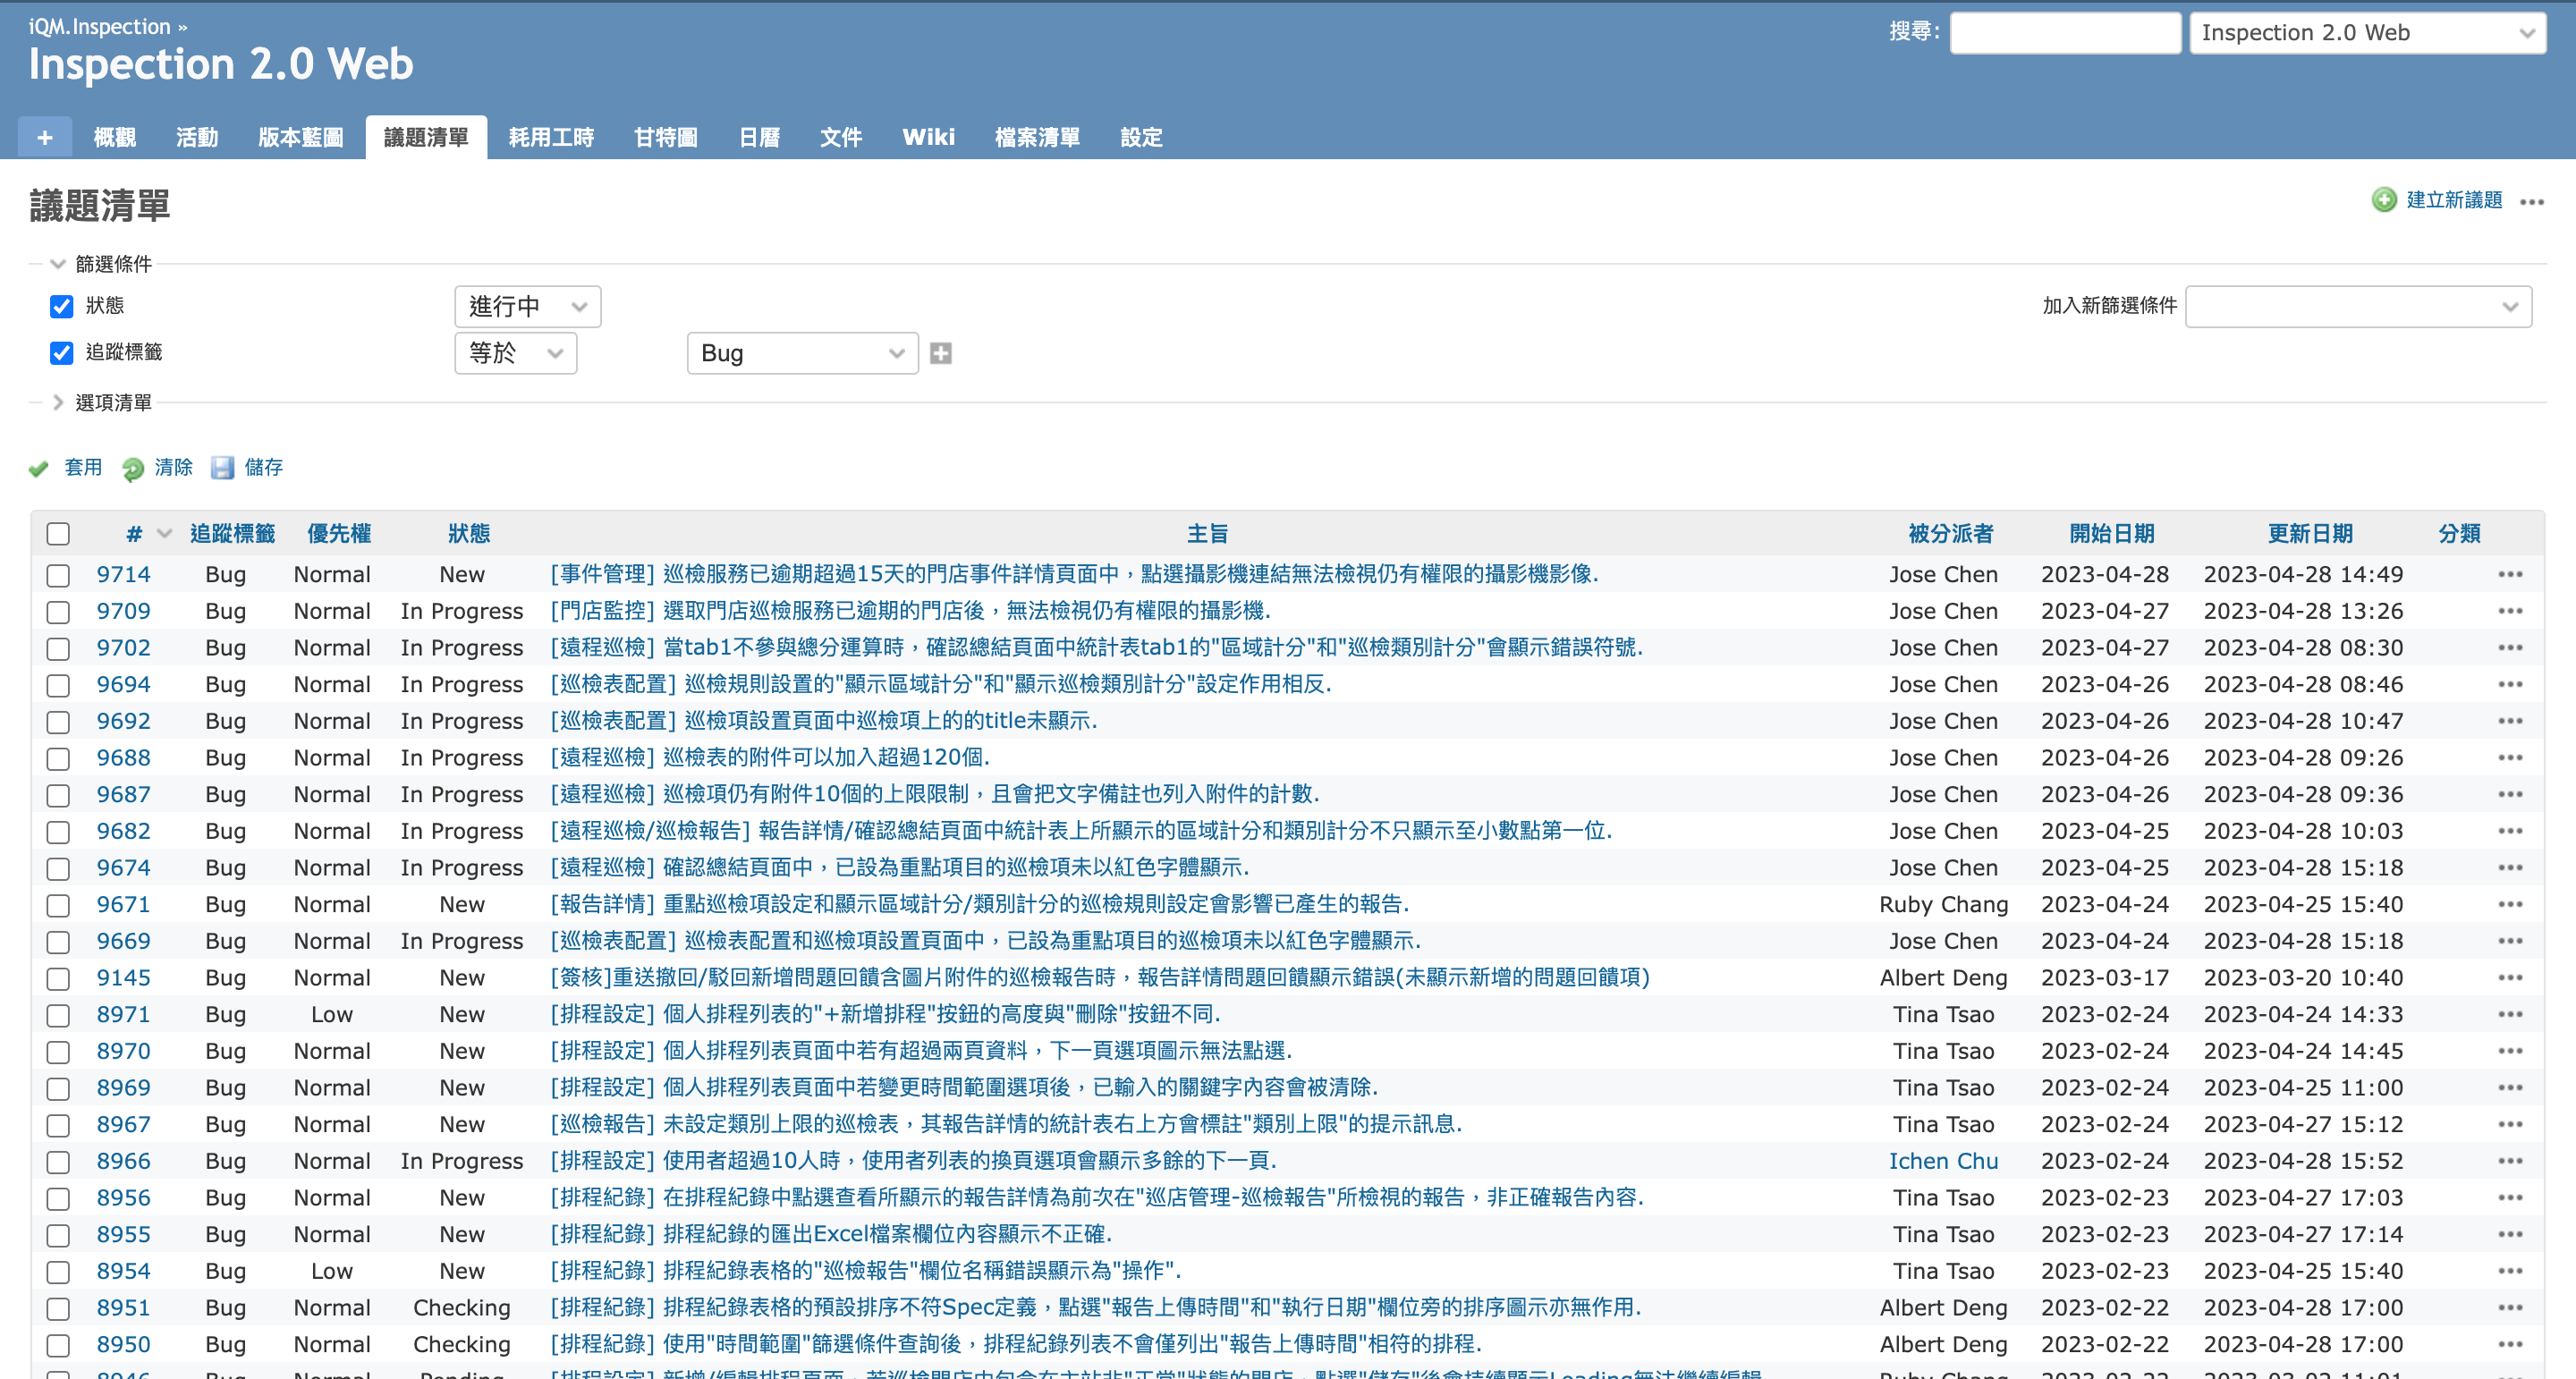 iQM.Inspection »
搜尋:
Inspection 2.0 Web
Inspection 2.0 Web
+ 概觀 活動 版本藍圖 議題清單 耗用工時 甘特圖 日曆 文件 Wiki 檔案清單 設定
議題清單
建立新議題 •••
篩選條件
狀態 進行中 加入新篩選條件
追蹤標籤 等於 Bug
選項清單
套用 清除 儲存
# 追蹤標籤 優先權 狀態 主旨 被分派者 開始日期 更新日期 分類
9714 Bug Normal New [事件管理] 巡檢服務已逾期超過15天的門店事件詳情頁面中，點選攝影機連結無法檢視仍有權限的攝影機影像. Jose Chen 2023-04-28 2023-04-28 14:49 •••
9709 Bug Normal In Progress [門店監控] 選取門店巡檢服務已逾期的門店後，無法檢視仍有權限的攝影機. Jose Chen 2023-04-27 2023-04-28 13:26 •••
9702 Bug Normal In Progress [遠程巡檢] 當tab1不參與總分運算時，確認總結頁面中統計表tab1的"區域計分"和"巡檢類別計分"會顯示錯誤符號. Jose Chen 2023-04-27 2023-04-28 08:30 •••
9694 Bug Normal In Progress [巡檢表配置] 巡檢規則設置的"顯示區域計分"和"顯示巡檢類別計分"設定作用相反. Jose Chen 2023-04-26 2023-04-28 08:46 •••
9692 Bug Normal In Progress [巡檢表配置] 巡檢項設置頁面中巡檢項上的的title未顯示. Jose Chen 2023-04-26 2023-04-28 10:47 •••
9688 Bug Normal In Progress [遠程巡檢] 巡檢表的附件可以加入超過120個. Jose Chen 2023-04-26 2023-04-28 09:26 •••
9687 Bug Normal In Progress [遠程巡檢] 巡檢項仍有附件10個的上限限制，且會把文字備註也列入附件的計數. Jose Chen 2023-04-26 2023-04-28 09:36 •••
9682 Bug Normal In Progress [遠程巡檢/巡檢報告] 報告詳情/確認總結頁面中統計表上所顯示的區域計分和類別計分不只顯示至小數點第一位. Jose Chen 2023-04-25 2023-04-28 10:03 •••
9674 Bug Normal In Progress [遠程巡檢] 確認總結頁面中，已設為重點項目的巡檢項未以紅色字體顯示. Jose Chen 2023-04-25 2023-04-28 15:18 •••
9671 Bug Normal New [報告詳情] 重點巡檢項設定和顯示區域計分/類別計分的巡檢規則設定會影響已產生的報告. Ruby Chang 2023-04-24 2023-04-25 15:40 •••
9669 Bug Normal In Progress [巡檢表配置] 巡檢表配置和巡檢項設置頁面中，已設為重點項目的巡檢項未以紅色字體顯示. Jose Chen 2023-04-24 2023-04-28 15:18 •••
9145 Bug Normal New [簽核]重送撤回/駁回新增問題回饋含圖片附件的巡檢報告時，報告詳情問題回饋顯示錯誤(未顯示新增的問題回饋項) Albert Deng 2023-03-17 2023-03-20 10:40 •••
8971 Bug Low New [排程設定] 個人排程列表的"+新增排程"按鈕的高度與"刪除"按鈕不同. Tina Tsao 2023-02-24 2023-04-24 14:33 •••
8970 Bug Normal New [排程設定] 個人排程列表頁面中若有超過兩頁資料，下一頁選項圖示無法點選. Tina Tsao 2023-02-24 2023-04-24 14:45 •••
8969 Bug Normal New [排程設定] 個人排程列表頁面中若變更時間範圍選項後，已輸入的關鍵字內容會被清除. Tina Tsao 2023-02-24 2023-04-25 11:00 •••
8967 Bug Normal New [巡檢報告] 未設定類別上限的巡檢表，其報告詳情的統計表右上方會標註"類別上限"的提示訊息. Tina Tsao 2023-02-24 2023-04-27 15:12 •••
8966 Bug Normal In Progress [排程設定] 使用者超過10人時，使用者列表的換頁選項會顯示多餘的下一頁. Ichen Chu 2023-02-24 2023-04-28 15:52 •••
8956 Bug Normal New [排程紀錄] 在排程紀錄中點選查看所顯示的報告詳情為前次在"巡店管理-巡檢報告"所檢視的報告，非正確報告內容. Tina Tsao 2023-02-23 2023-04-27 17:03 •••
8955 Bug Normal New [排程紀錄] 排程紀錄的匯出Excel檔案欄位內容顯示不正確. Tina Tsao 2023-02-23 2023-04-27 17:14 •••
8954 Bug Low New [排程紀錄] 排程紀錄表格的"巡檢報告"欄位名稱錯誤顯示為"操作". Tina Tsao 2023-02-23 2023-04-25 15:40 •••
8951 Bug Normal Checking [排程紀錄] 排程紀錄表格的預設排序不符Spec定義，點選"報告上傳時間"和"執行日期"欄位旁的排序圖示亦無作用. Albert Deng 2023-02-22 2023-04-28 17:00 •••
8950 Bug Normal Checking [排程紀錄] 使用"時間範圍"篩選條件查詢後，排程紀錄列表不會僅列出"報告上傳時間"相符的排程. Albert Deng 2023-02-22 2023-04-28 17:00 •••